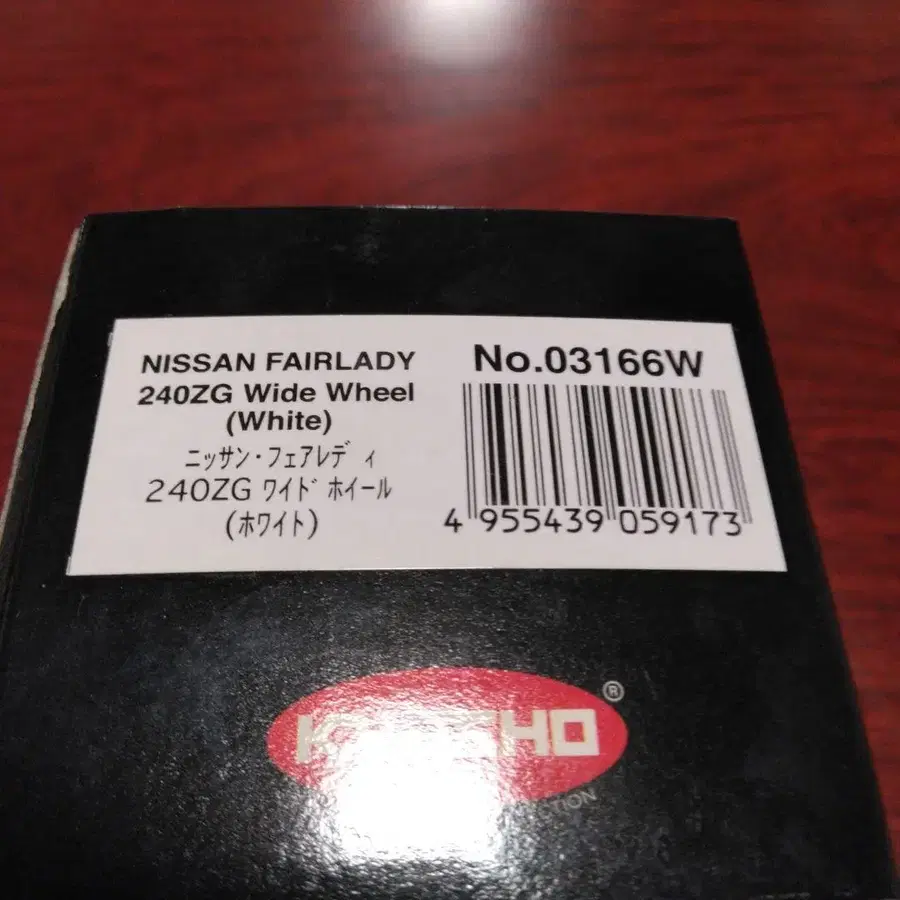 NISSAN FAIRLADY
240ZG Wide Wheel
(White)
ニッサン・フェアレディ
240ZG ワイドホイール
(ホワイト)
No.03166W
4 955439 059173
®